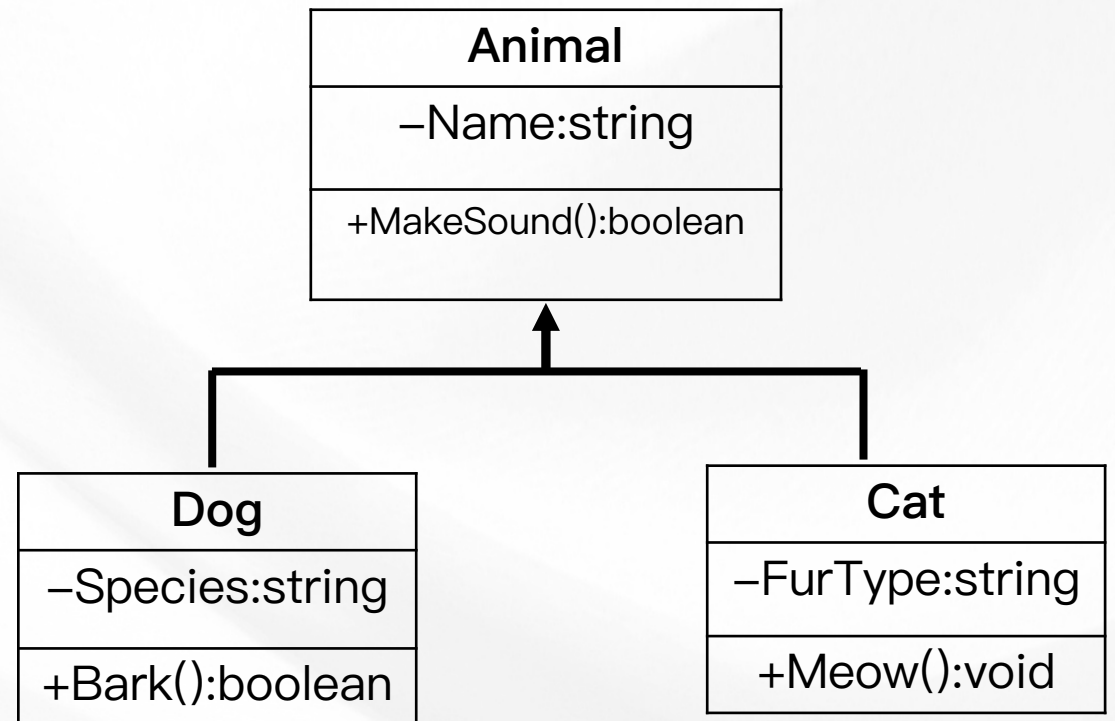 Animal
–Name:string
+MakeSound():boolean
Dog
–Species:string
+Bark():boolean
Cat
–FurType:string
+Meow():void